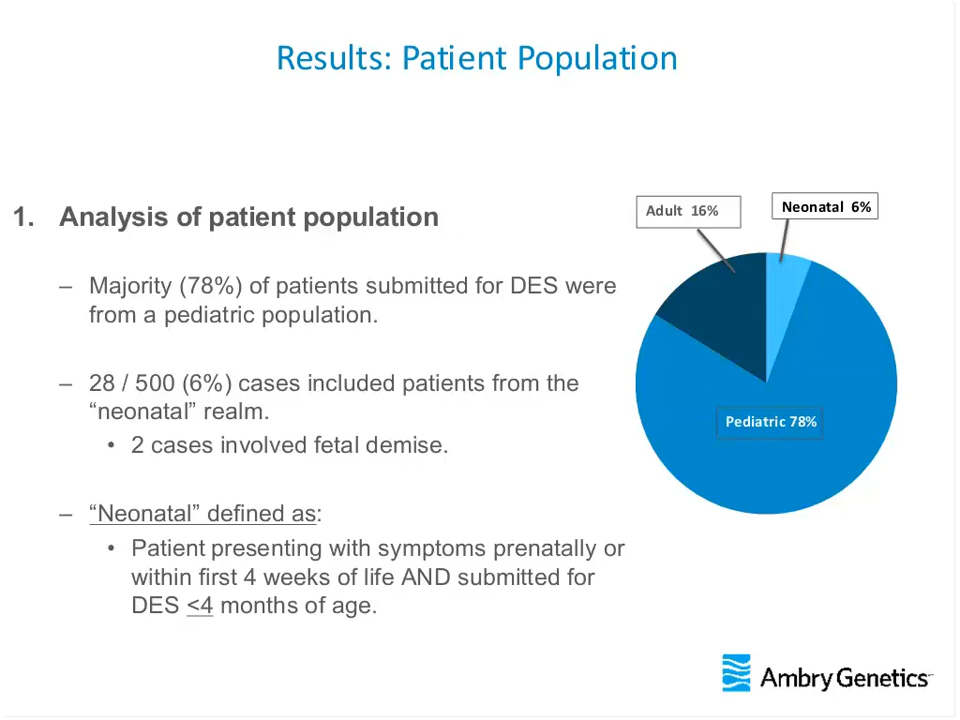 Results: Patient Population
1. Analysis of patient population
– Majority (78%) of patients submitted for DES were
from a pediatric population.
– 28 / 500 (6%) cases included patients from the
“neonatal” realm.
• 2 cases involved fetal demise.
– “Neonatal” defined as:
• Patient presenting with symptoms prenatally or
within first 4 weeks of life AND submitted for
DES <4 months of age.
Adult 16%
Neonatal 6%
Pediatric 78%
Ambry Genetics